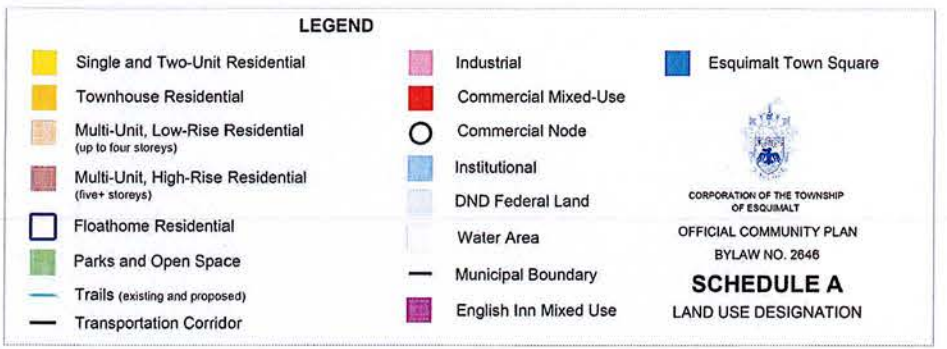 LEGEND
Single and Two-Unit Residential
Townhouse Residential
Multi-Unit, Low-Rise Residential
(up to four storeys)
Multi-Unit, High-Rise Residential
(five+ storeys)
Floathome Residential
Parks and Open Space
Trails (existing and proposed)
Transportation Corridor
Industrial
Commercial Mixed-Use
Commercial Node
Institutional
DND Federal Land
Water Area
Municipal Boundary
English Inn Mixed Use
Esquimalt Town Square
CORPORATION OF THE TOWNSHIP
OF ESQUIMALT
OFFICIAL COMMUNITY PLAN
BYLAW NO. 2646
SCHEDULE A
LAND USE DESIGNATION